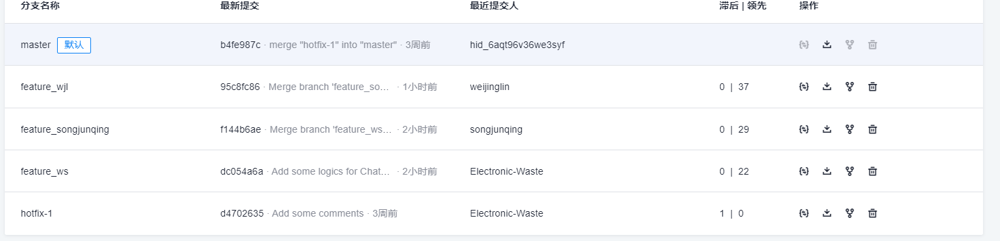 分支名称 最新提交 最近提交人 滞后 | 领先 操作
master 默认 b4fe987c · merge "hotfix-1" into "master" · 3周前 hid_6aqt96v36we3syf
feature_wjl 95c8fc86 · Merge branch 'feature_so... · 1小时前 weijinglin 0 | 37
feature_songjunqing f144b6ae · Merge branch 'feature_ws... · 2小时前 songjunqing 0 | 29
feature_ws dc054a6a · Add some logics for Chat... · 2小时前 Electronic-Waste 0 | 22
hotfix-1 d4702635 · Add some comments · 3周前 Electronic-Waste 1 | 0